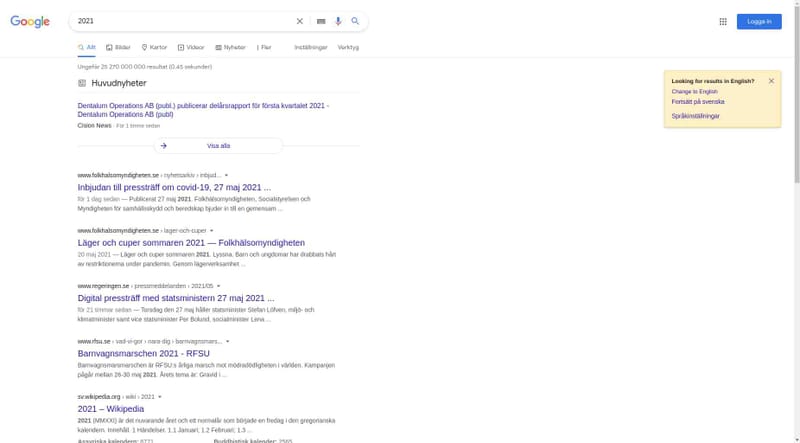 Google
2021
Logga in
Allt
Bilder
Kartor
Videor
Nyheter
Fler
Inställningar
Verktyg
Ungefär 25 270 000 000 resultat (0,45 sekunder)
Huvudnyheter
Dentalum Operations AB (publ.) publicerar delårsrapport för första kvartalet 2021 -
Dentalum Operations AB (publ)
Cision News · För 1 timme sedan
Visa alla
www.folkhalsomyndigheten.se › nyhetsarkiv › inbjud...
Inbjudan till pressträff om covid-19, 27 maj 2021 ...
för 1 dag sedan — Publicerat 27 maj 2021. Folkhälsomyndigheten, Socialstyrelsen och
Myndigheten för samhällsskydd och beredskap bjuder in till en gemensam ...
www.folkhalsomyndigheten.se › lager-och-cuper
Läger och cuper sommaren 2021 — Folkhälsomyndigheten
20 maj 2021 — Läger och cuper sommaren 2021. Lyssna. Barn och ungdomar har drabbats hårt
av restriktionerna under pandemin. Genom lägerverksamhet ...
www.regeringen.se › pressmeddelanden › 2021/05
Digital pressträff med statsministern 27 maj 2021 ...
för 21 timmar sedan — Torsdag den 27 maj håller statsminister Stefan Löfven, miljö- och
klimatminister samt vice statsminister Per Bolund, socialminister Lena ...
www.rfsu.se › vad-vi-gor › nara-dig › barnvagnsmars...
Barnvagnsmarschen 2021 - RFSU
Barnvagnsmarsmarschen är RFSU:s årliga marsch mot mödradödligheten i världen. Kampanjen
pågår mellan 26-30 maj 2021. Årets tema är: Gravid i ...
sv.wikipedia.org › wiki › 2021
2021 – Wikipedia
2021 (MMXXI) är det nuvarande året och ett normalår som började en fredag i den gregorianska
kalendern. Innehåll. 1 Händelser. 1.1 Januari; 1.2 Februari; 1.3 ...
Assyriska kalendern: 6771
Buddhistisk kalender: 2565
Looking for results in English?
Change to English
Fortsätt på svenska
Språkinställningar